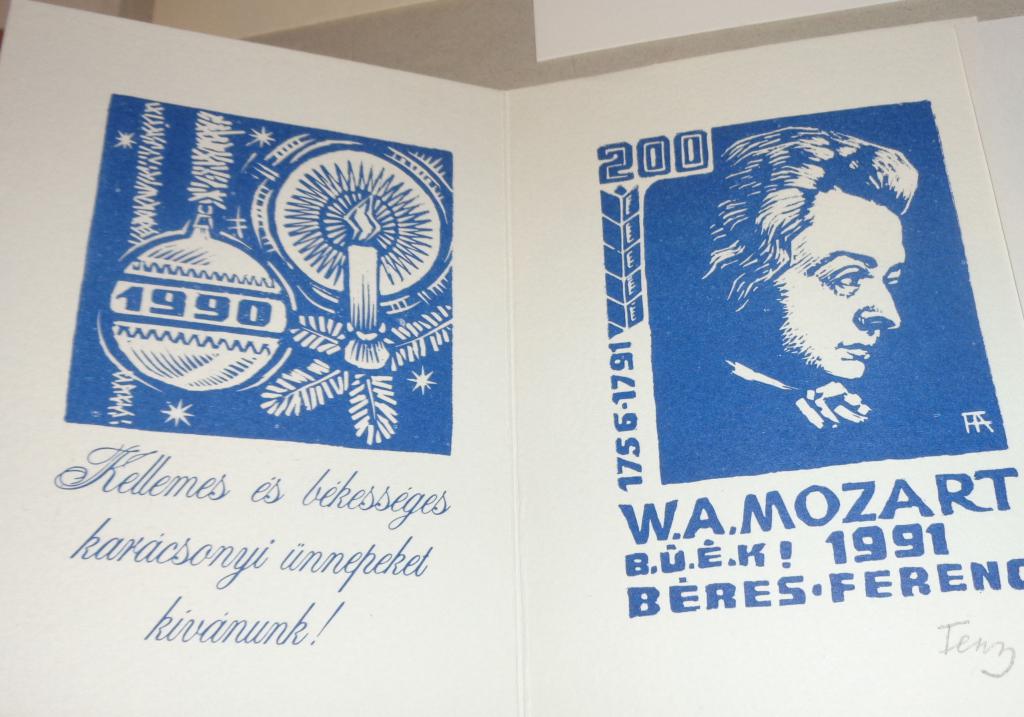 1990
Kellemes és békességes
karácsonyi ünnepeket
kívánunk!
200
1756·1791
W.A.MOZART
B.Ú.É.K! 1991
BÉRES·FERENC